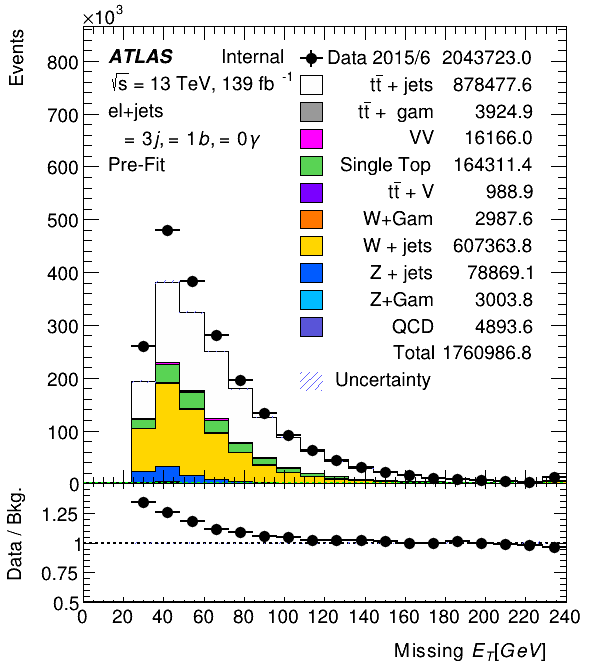 ×10³
Events
800
700
600
500
400
300
200
100
0
ATLAS Internal
√s = 13 TeV, 139 fb⁻¹
el+jets
= 3j, = 1b, = 0γ
Pre-Fit
Data 2015/6 2043723.0
tt̄ + jets 878477.6
tt̄ + gam 3924.9
VV 16166.0
Single Top 164311.4
tt̄ + V 988.9
W+Gam 2987.6
W + jets 607363.8
Z + jets 78869.1
Z+Gam 3003.8
QCD 4893.6
Total 1760986.8
Uncertainty
Data / Bkg.
1.25
1
0.75
0.5
0 20 40 60 80 100 120 140 160 180 200 220 240
Missing E_T[GeV]